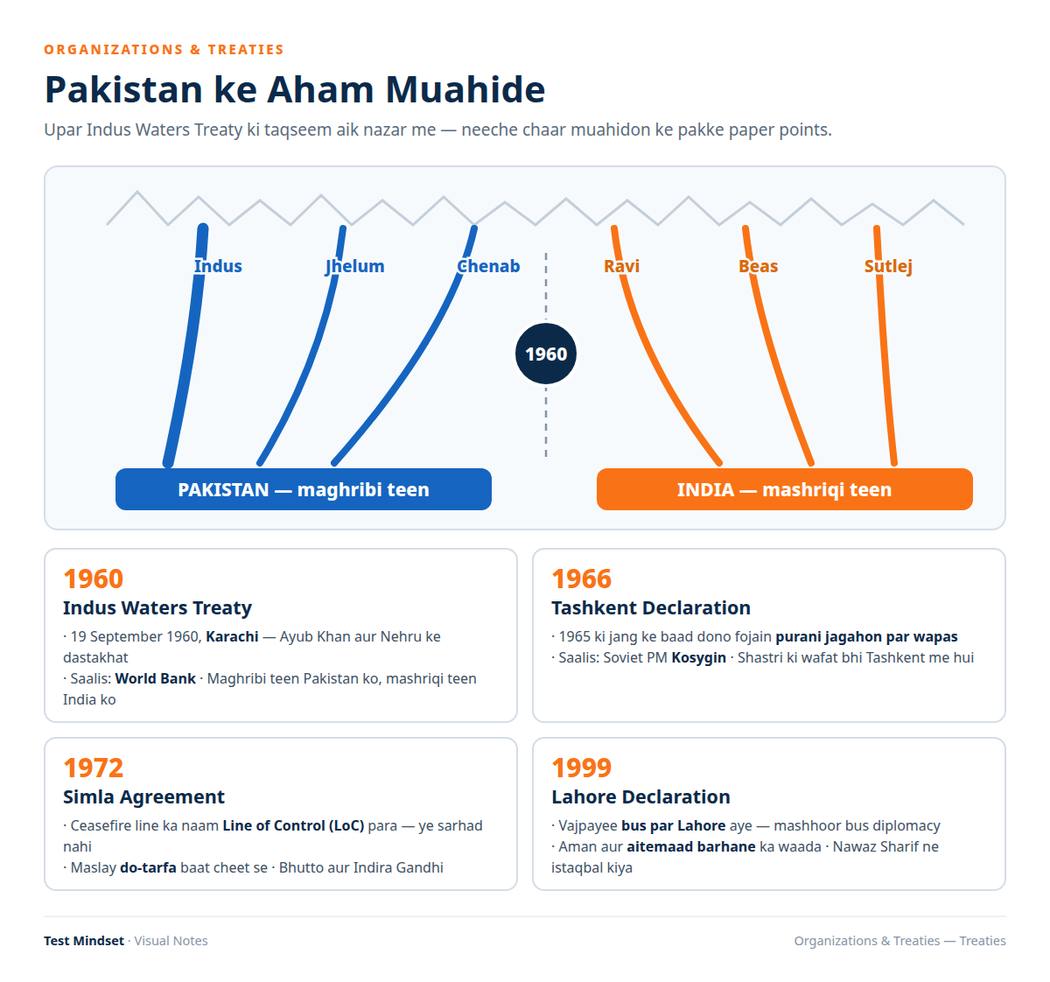 ORGANIZATIONS & TREATIES
Pakistan ke Aham Muahide
Upar Indus Waters Treaty ki taqseem aik nazar me — neeche chaar muahidon ke pakke paper points.
Indus
Jhelum
Chenab
Ravi
Beas
Sutlej
1960
PAKISTAN — maghribi teen
INDIA — mashriqi teen
1960
Indus Waters Treaty
· 19 September 1960, Karachi — Ayub Khan aur Nehru ke
dastakhat
· Saalis: World Bank · Maghribi teen Pakistan ko, mashriqi teen
India ko
1966
Tashkent Declaration
· 1965 ki jang ke baad dono fojain purani jagahon par wapas
· Saalis: Soviet PM Kosygin · Shastri ki wafat bhi Tashkent me hui
1972
Simla Agreement
· Ceasefire line ka naam Line of Control (LoC) para — ye sarhad
nahi
· Maslay do-tarfa baat cheet se · Bhutto aur Indira Gandhi
1999
Lahore Declaration
· Vajpayee bus par Lahore aye — mashhoor bus diplomacy
· Aman aur aitemaad barhane ka waada · Nawaz Sharif ne
istaqbal kiya
Test Mindset · Visual Notes
Organizations & Treaties — Treaties